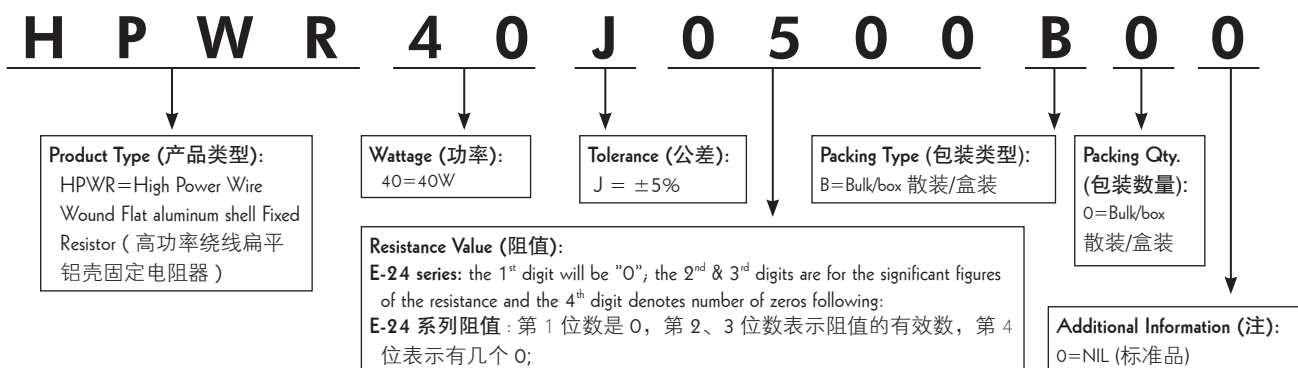 H P W R 4 0 J 0 5 0 0 B 0 0
Product Type (产品类型):
HPWR=High Power Wire
Wound Flat aluminum shell Fixed
Resistor ( 高功率绕线扁平
铝壳固定电阻器 )
Wattage (功率):
40=40W
Tolerance (公差):
J = ±5%
Packing Type (包装类型):
B=Bulk/box 散装/盒装
Packing Qty.
(包装数量):
0=Bulk/box
散装/盒装
Resistance Value (阻值):
E-24 series: the 1st digit will be "0"; the 2nd & 3rd digits are for the significant figures
of the resistance and the 4th digit denotes number of zeros following:
E-24 系列阻值 : 第 1 位数是 0，第 2、3 位数表示阻值的有效数，第 4
位表示有几个 0;
Additional Information (注):
0=NIL (标准品)